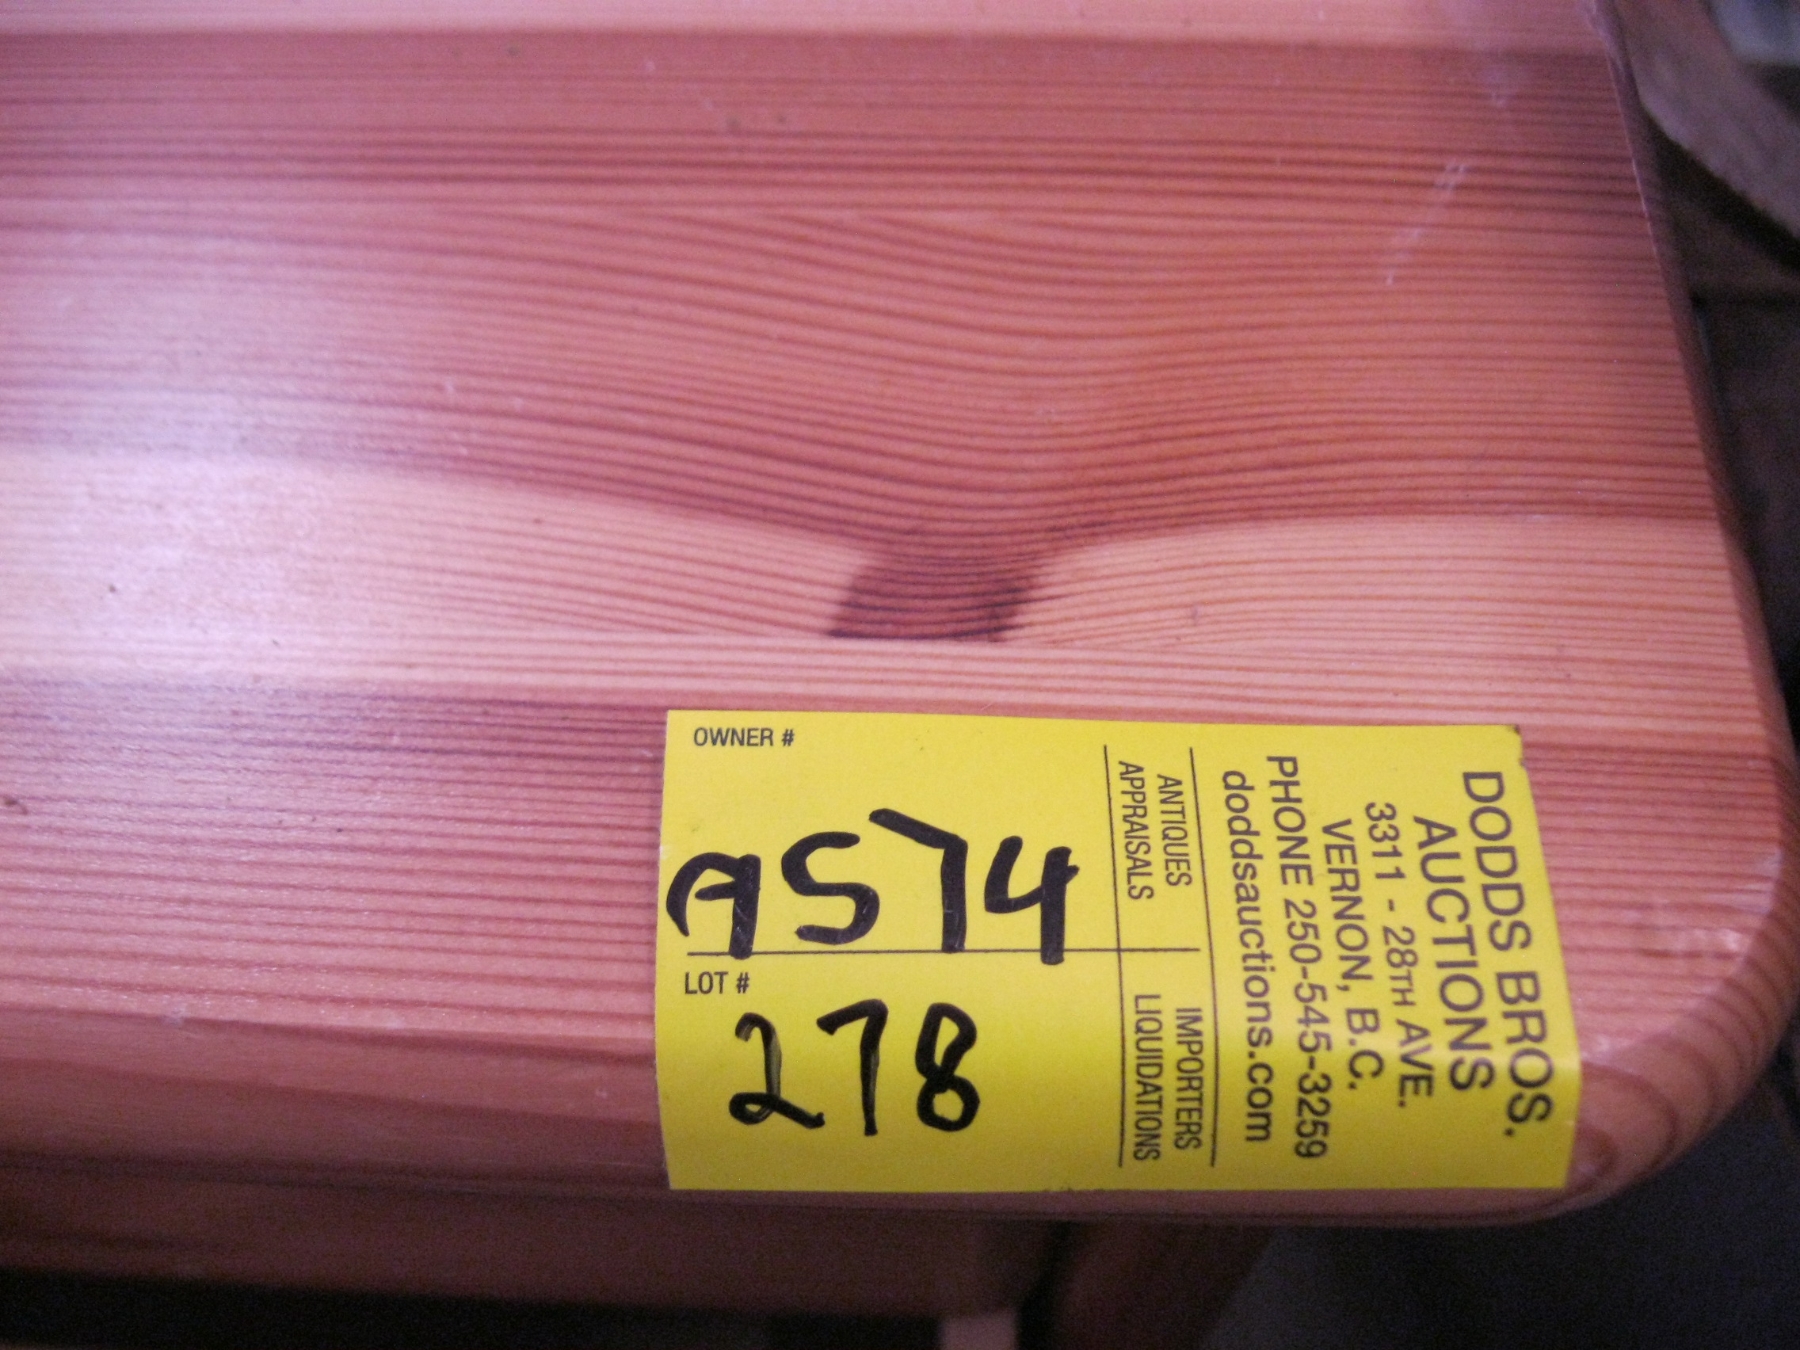 OWNER #
9574
LOT #
278
ANTIQUES
APPRAISALS
IMPORTERS
LIQUIDATIONS
DODDS BROS.
AUCTIONS
3311 - 28TH AVE.
VERNON, B.C.
PHONE 250-545-3259
doddsauctions.com